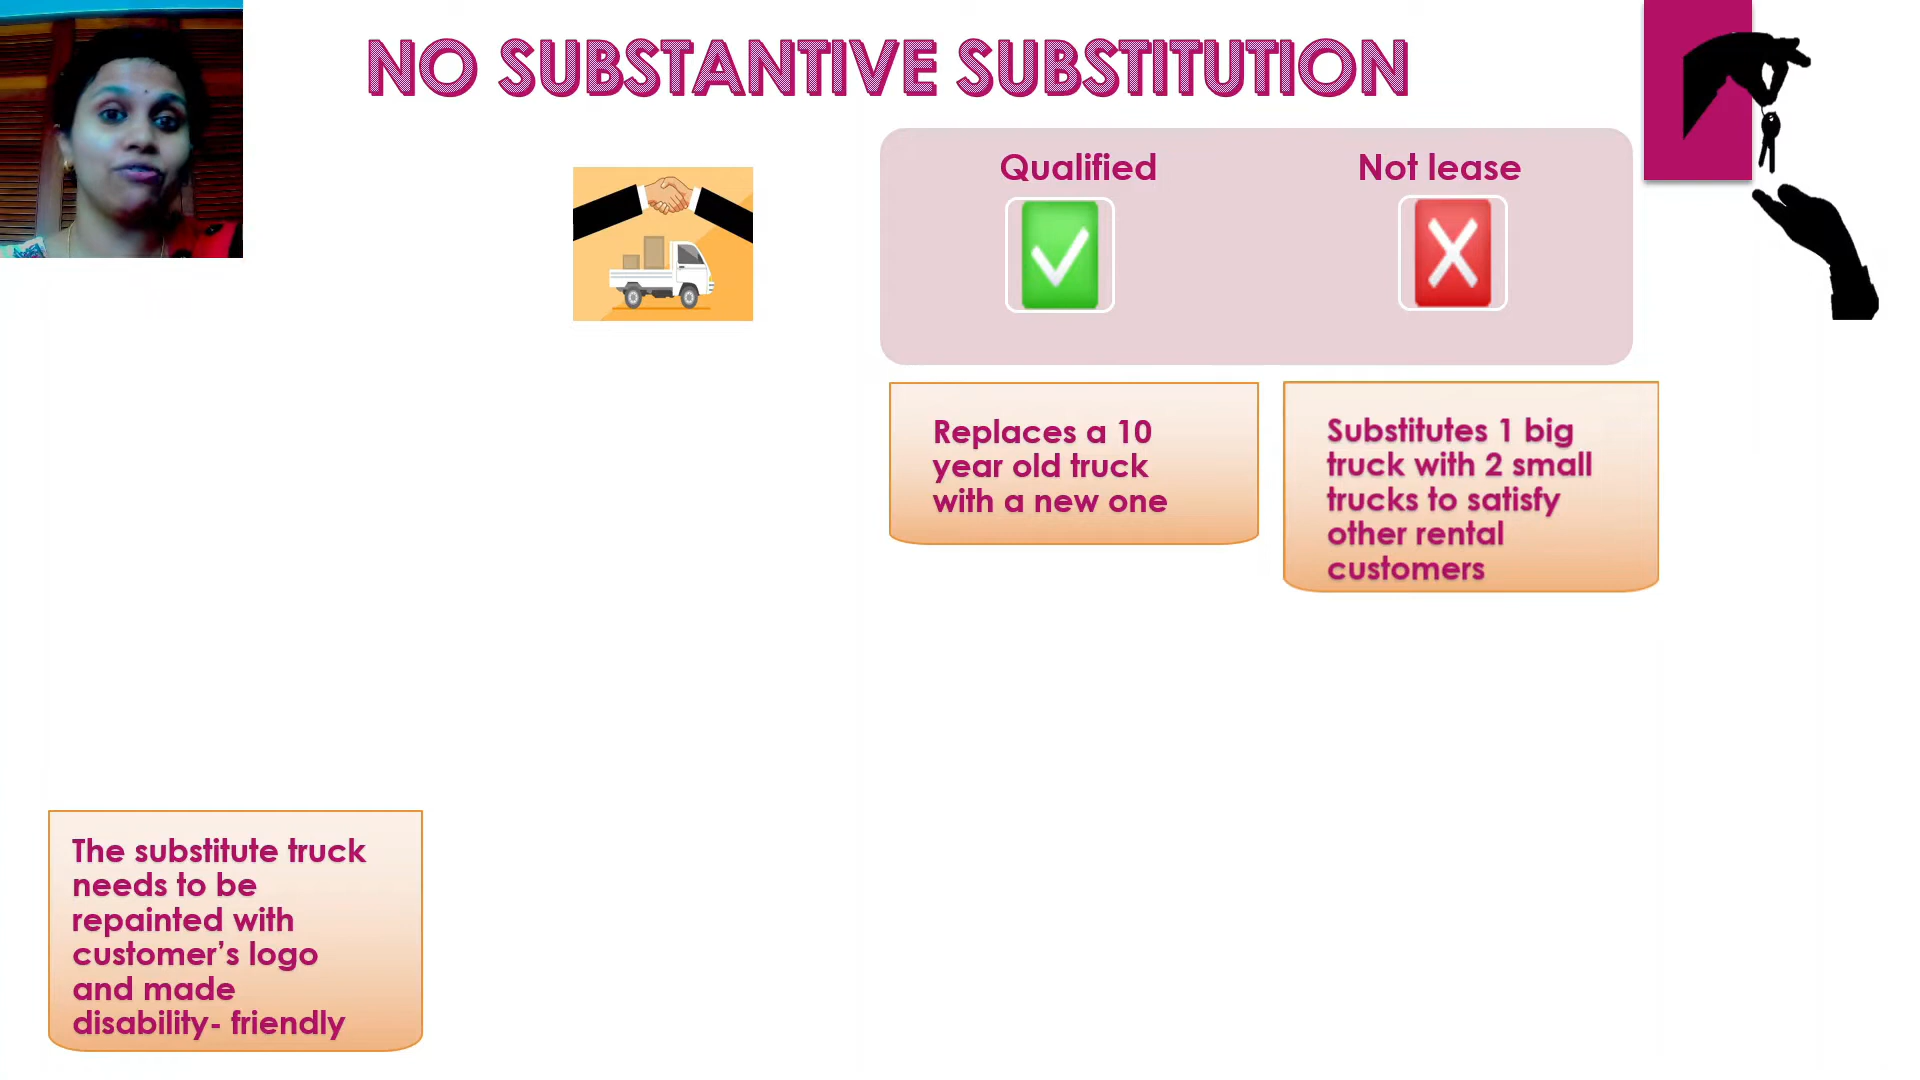 NO SUBSTANTIVE SUBSTITUTION
Qualified
Not lease
Replaces a 10
year old truck
with a new one
Substitutes 1 big
truck with 2 small
trucks to satisfy
other rental
customers
The substitute truck
needs to be
repainted with
customer’s logo
and made
disability- friendly